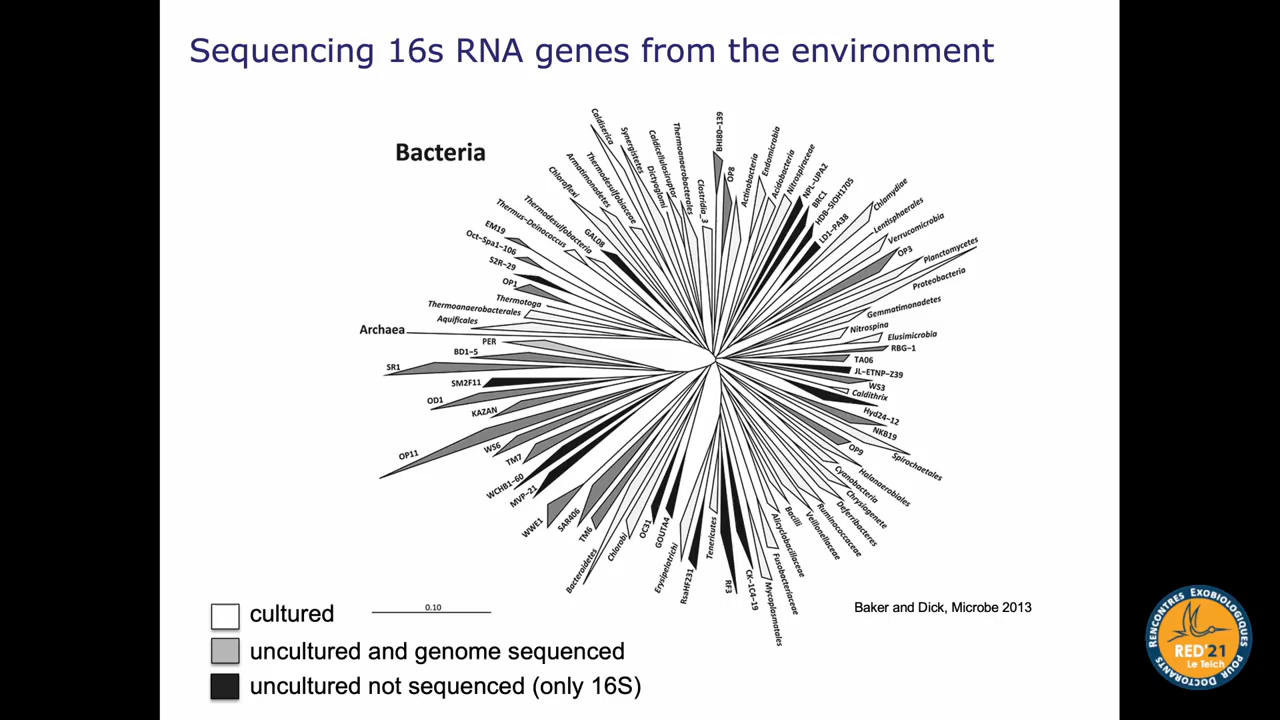 Sequencing 16s RNA genes from the environment
Bacteria
Caldiserica
Synergistetes
Caldicellulosiruptor
Thermoanaerobacterales
BHI80-139
Dictyoglomi
Clostridia_3
OP8
Actinobacteria
Endomicrobia
Acidobacteria
Nitrospiraceae
NPL-UPA2
BRC1
HDB-SIOH1705
LD1-PA38
Chlamydiae
Lentisphaerales
Verrucomicrobia
OP3
Planctomycetes
Proteobacteria
Gemmatimonadetes
Nitrospina
Elusimicrobia
RBG-1
TA06
JL-ETNP-Z39
WS3
Caldithrix
Hyd24-12
NKB19
Spirochaetales
OP9
Halanaerobiales
Cyanobacteria
Chrysiogenete
Deferribacteres
Ruminococcaceae
Veilonellaceae
Bacilli
Alicyclobacillaceae
Fusobacteriaceae
Mycoplasmatales
CK-1C4-19
RF3
Tenericutes
RsaHF231
Erysipelotrichi
GOUTA4
OC31
Chlorobi
Bacteroidetes
TM6
SAR406
WWE1
MVP-21
WCHB1-60
TM7
WS6
OP11
KAZAN
OD1
SM2F11
SR1
BD1-5
PER
Archaea
Aquificales
Thermoanaerobacterales
Thermotoga
OP1
S2R-29
Oct-Spa1-106
EM19
Thermus-Deinococcus
Thermodesulfobacteria
GAL08
Chloroflexi
Armatimonadetes
Thermodesulfobiaceae
0.10
Baker and Dick, Microbe 2013
cultured
uncultured and genome sequenced
uncultured not sequenced (only 16S)
RENCONTRES EXOBIOLOGIQUES POUR DOCTORANTS
RED'21
Le Teich